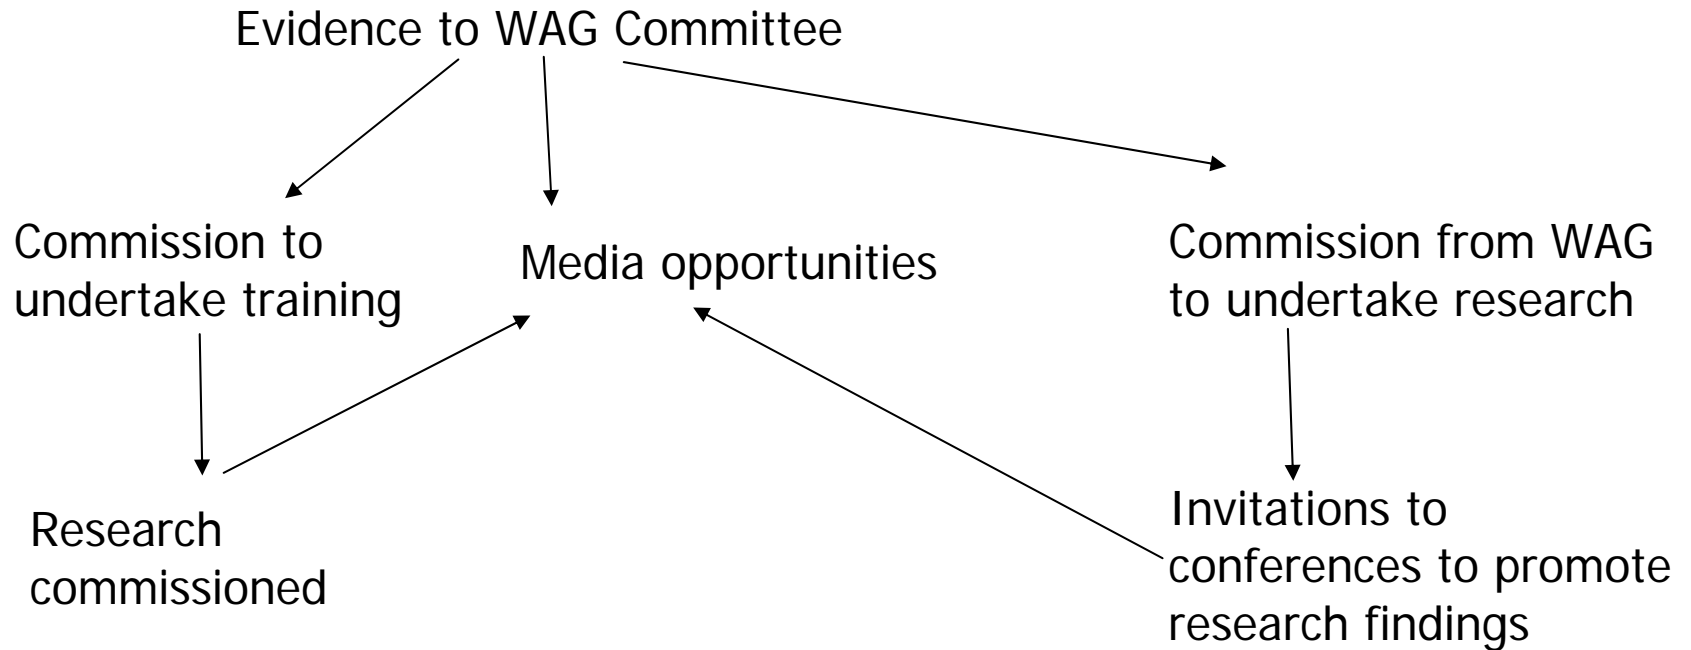 Evidence to WAG Committee
Commission to
undertake training
Media opportunities
Commission from WAG
to undertake research
Research
commissioned
Invitations to
conferences to promote
research findings